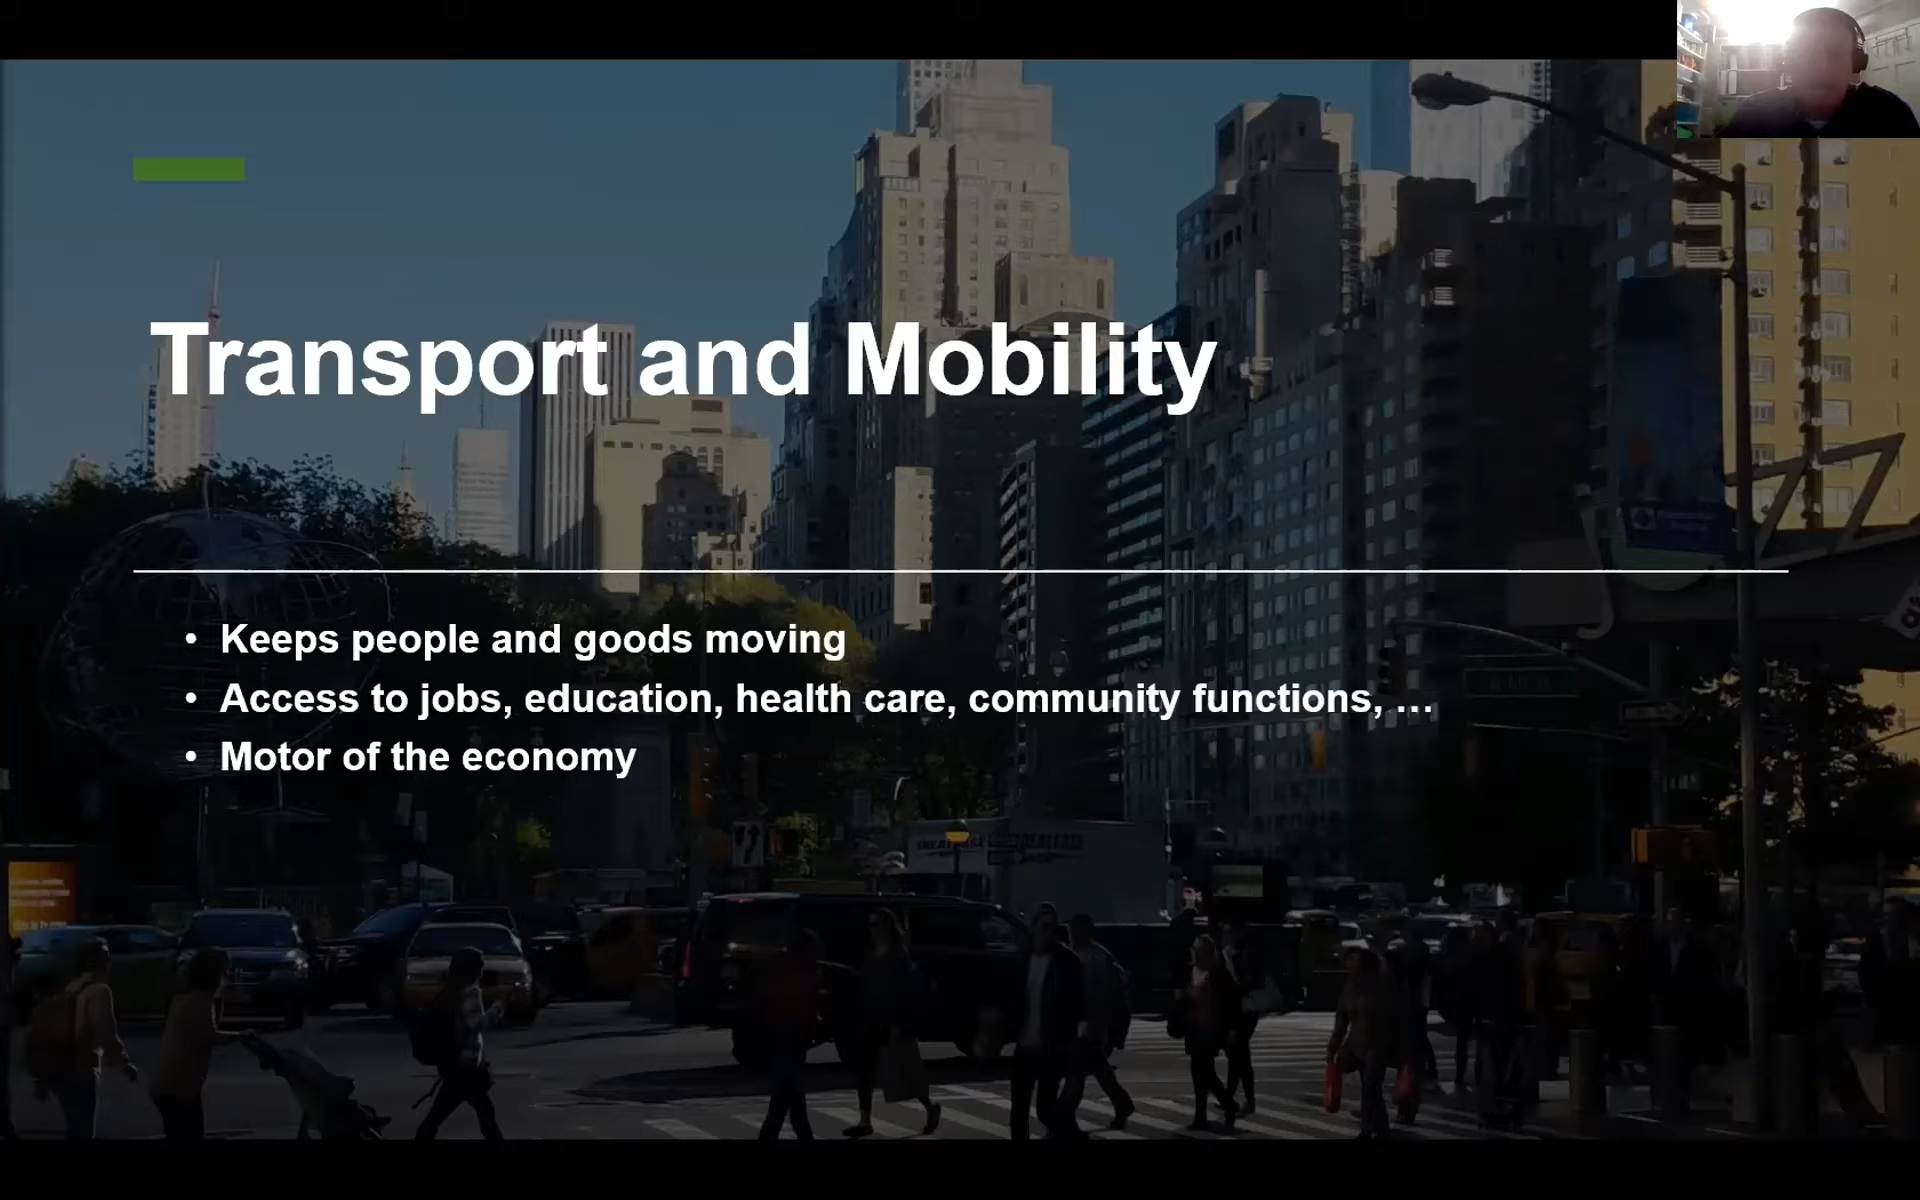 Transport and Mobility
• Keeps people and goods moving
• Access to jobs, education, health care, community functions, …
• Motor of the economy